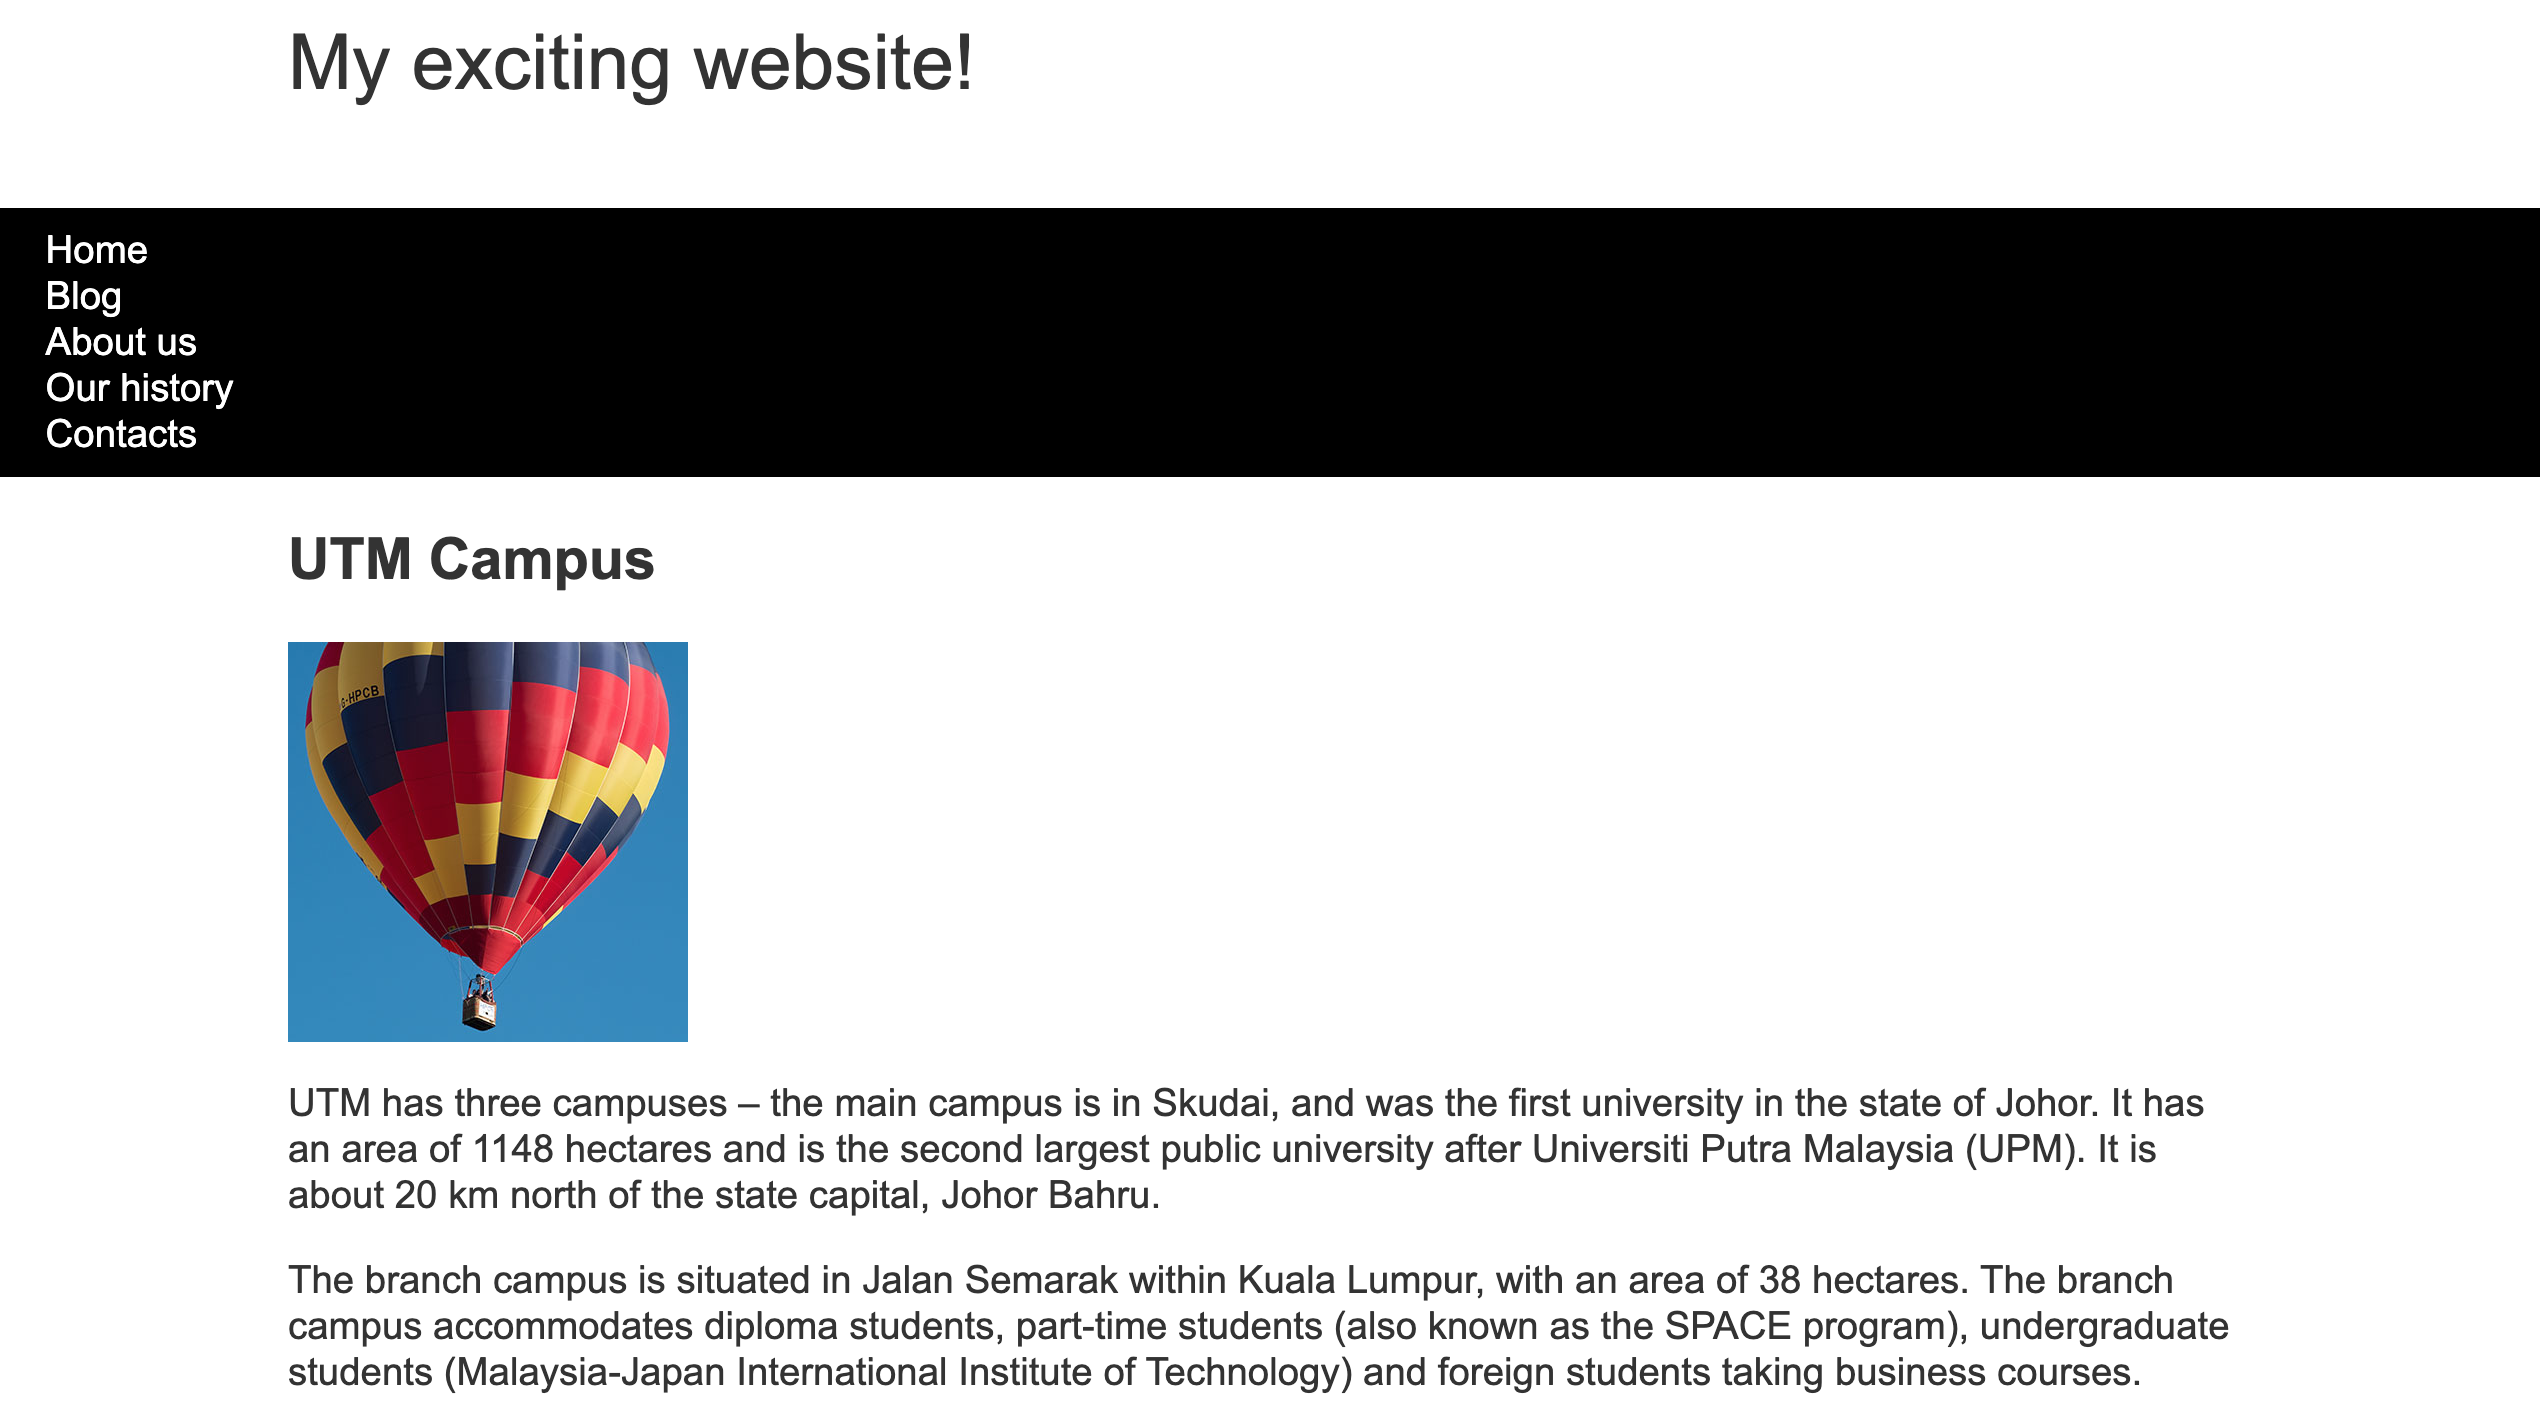 My exciting website!
Home
Blog
About us
Our history
Contacts
UTM Campus
G-HPCB
UTM has three campuses – the main campus is in Skudai, and was the first university in the state of Johor. It has
an area of 1148 hectares and is the second largest public university after Universiti Putra Malaysia (UPM). It is
about 20 km north of the state capital, Johor Bahru.
The branch campus is situated in Jalan Semarak within Kuala Lumpur, with an area of 38 hectares. The branch
campus accommodates diploma students, part-time students (also known as the SPACE program), undergraduate
students (Malaysia-Japan International Institute of Technology) and foreign students taking business courses.